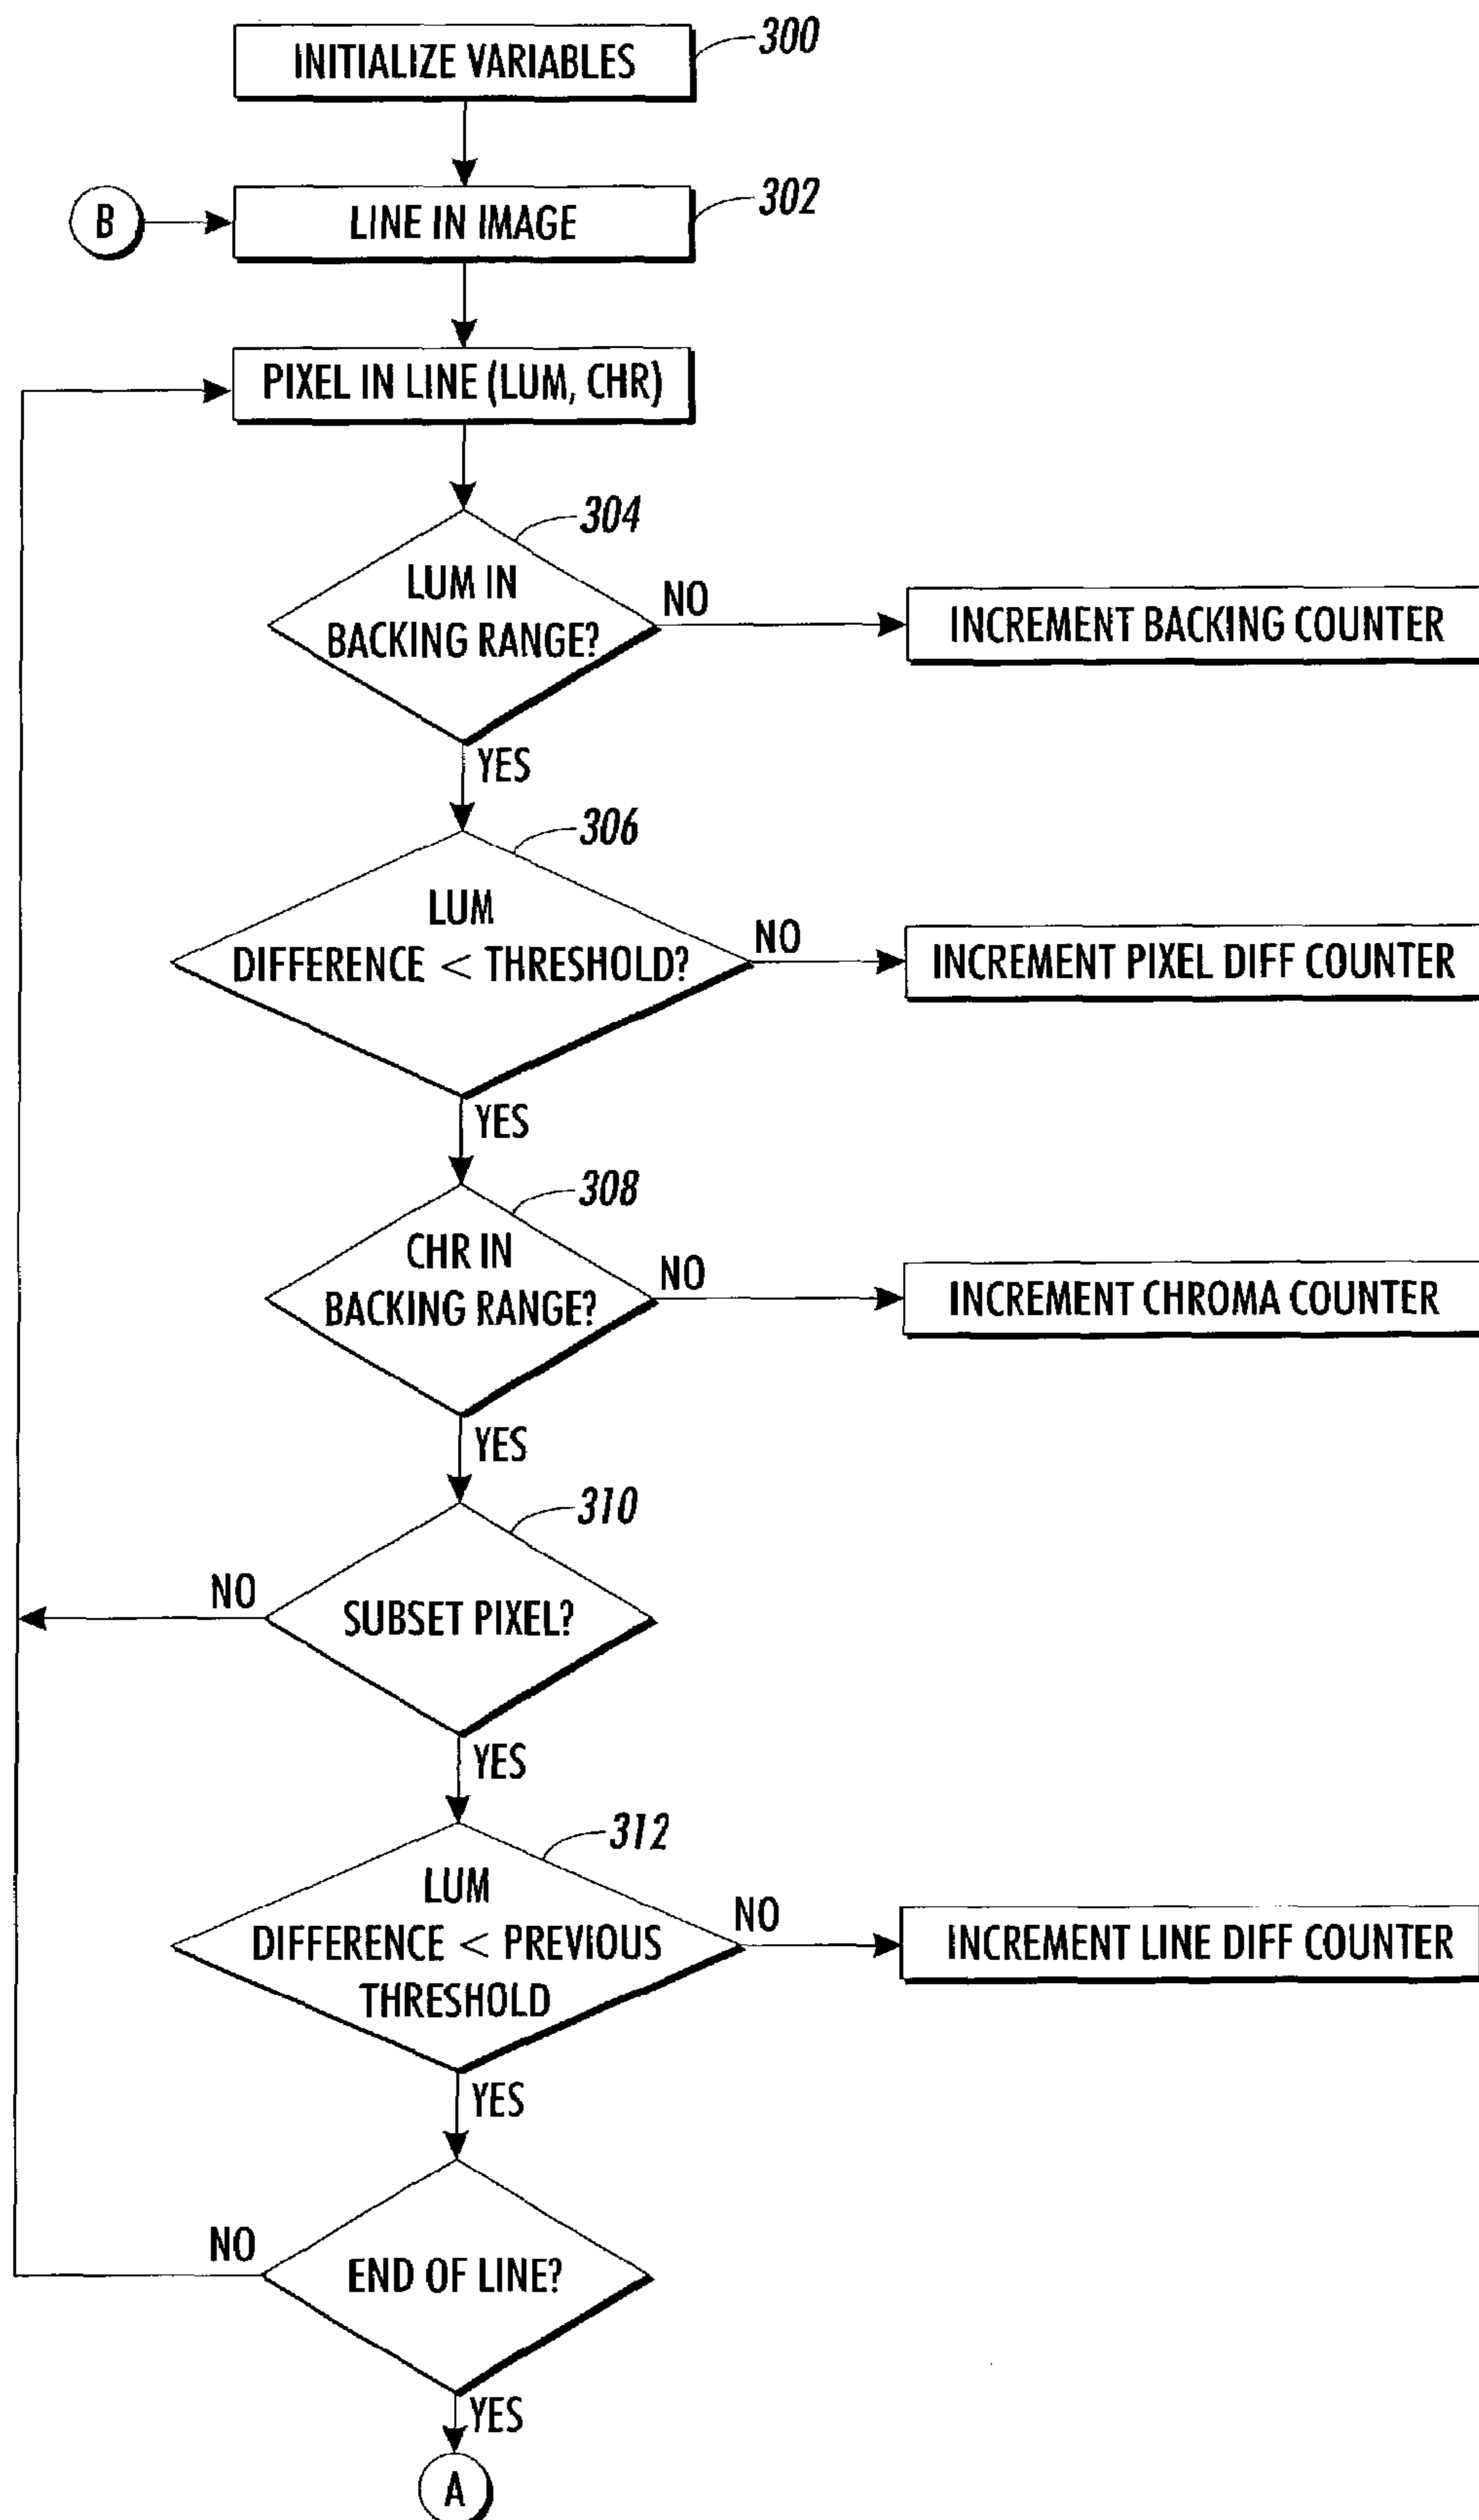 INITIALIZE VARIABLES
300
B
LINE IN IMAGE
302
PIXEL IN LINE (LUM, CHR)
304
LUM IN
BACKING RANGE?
NO
INCREMENT BACKING COUNTER
YES
306
LUM
DIFFERENCE < THRESHOLD?
NO
INCREMENT PIXEL DIFF COUNTER
YES
308
CHR IN
BACKING RANGE?
NO
INCREMENT CHROMA COUNTER
YES
310
NO
SUBSET PIXEL?
YES
312
LUM
DIFFERENCE < PREVIOUS
THRESHOLD
NO
INCREMENT LINE DIFF COUNTER
YES
NO
END OF LINE?
YES
A